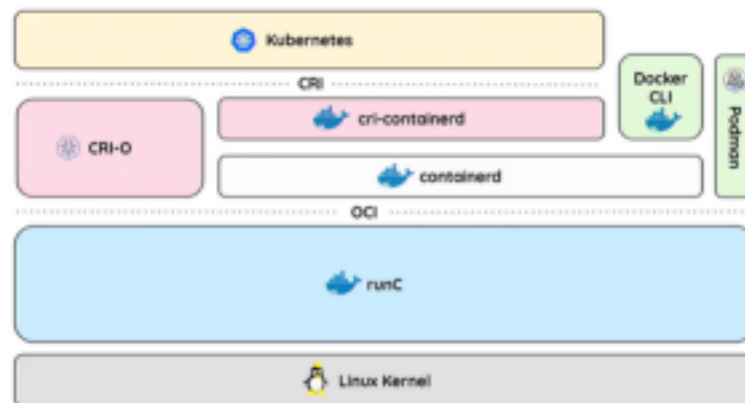 Kubernetes
CRI
Docker
CLI
Podman
CRI-O
cri-containerd
containerd
OCI
runC
Linux Kernel